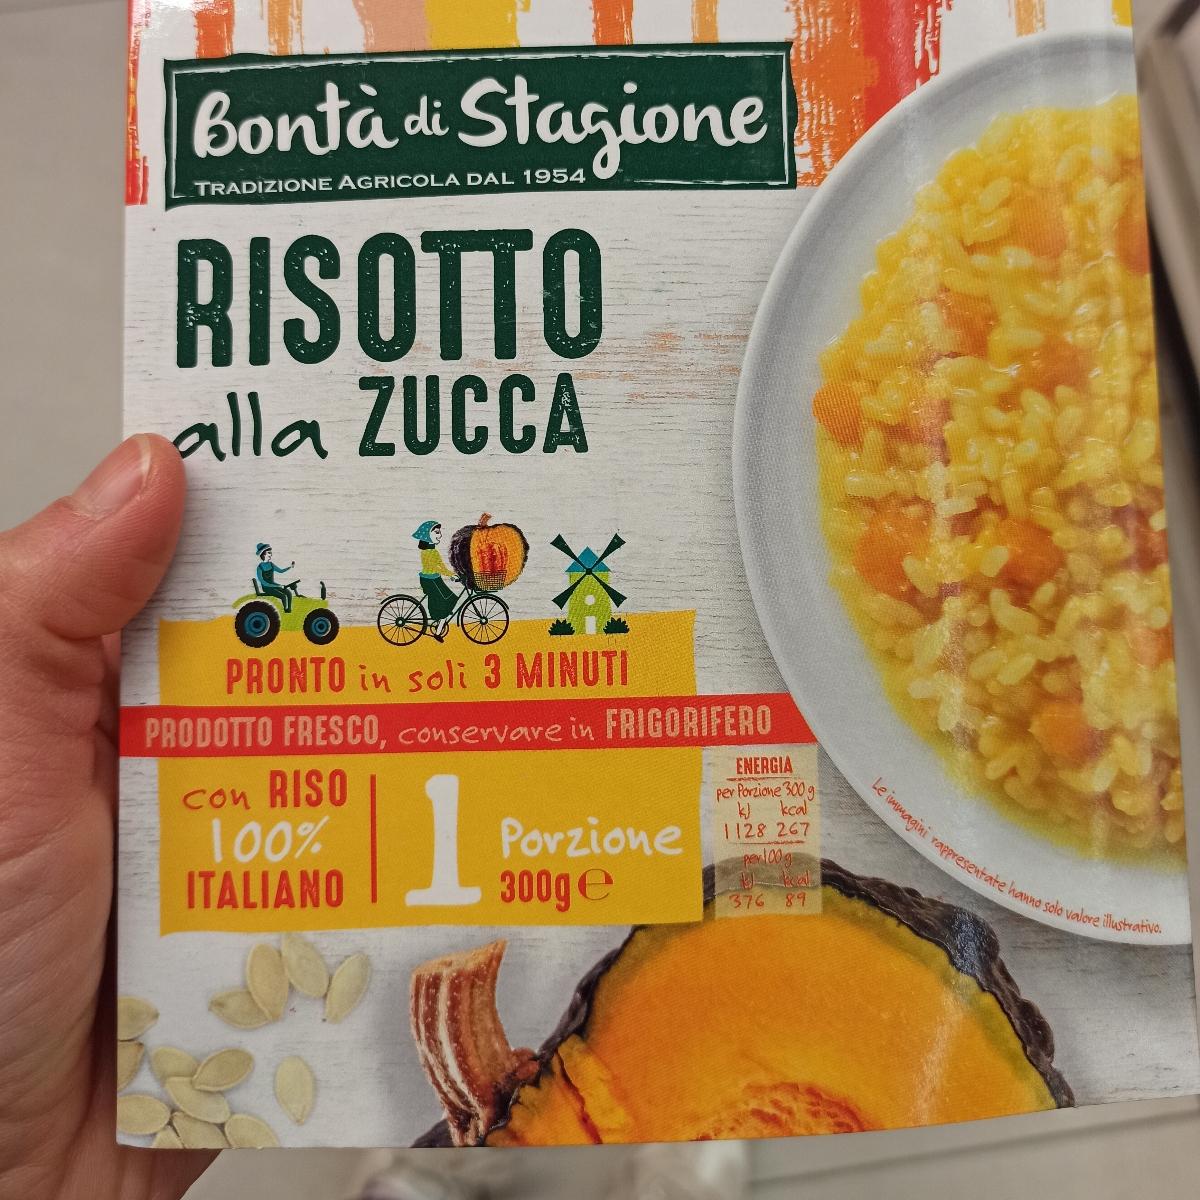 Bontà di Stagione
TRADIZIONE AGRICOLA DAL 1954
RISOTTO
alla ZUCCA
PRONTO in soli 3 MINUTI
PRODOTTO FRESCO, conservare in FRIGORIFERO
con RISO
100%
ITALIANO
1 Porzione
300g ℮
ENERGIA
per Porzione 300 g
kJ kcal
1128 267
per 100 g
kJ kcal
376 89
Le immagini rappresentate hanno solo valore illustrativo.